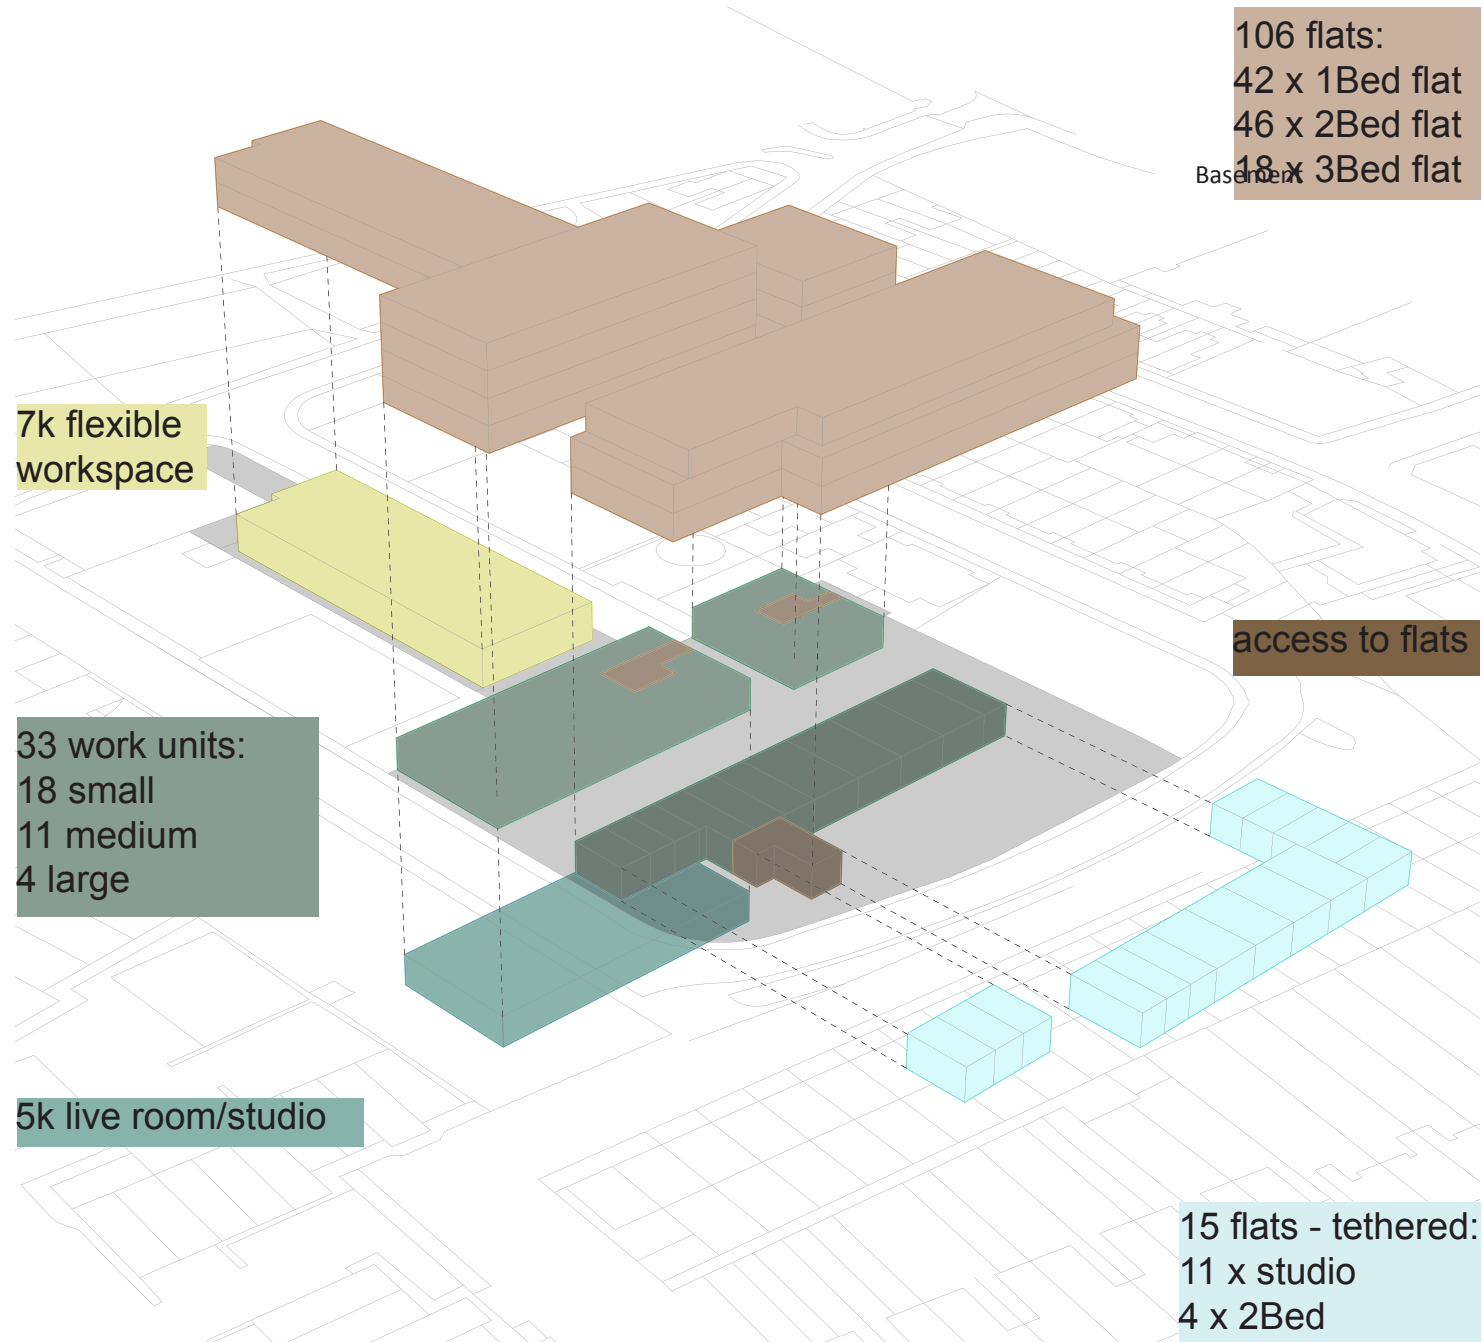 106 flats:
42 x 1Bed flat
46 x 2Bed flat
18 x 3Bed flat
Basement
7k flexible
workspace
access to flats
33 work units:
18 small
11 medium
4 large
5k live room/studio
15 flats - tethered:
11 x studio
4 x 2Bed